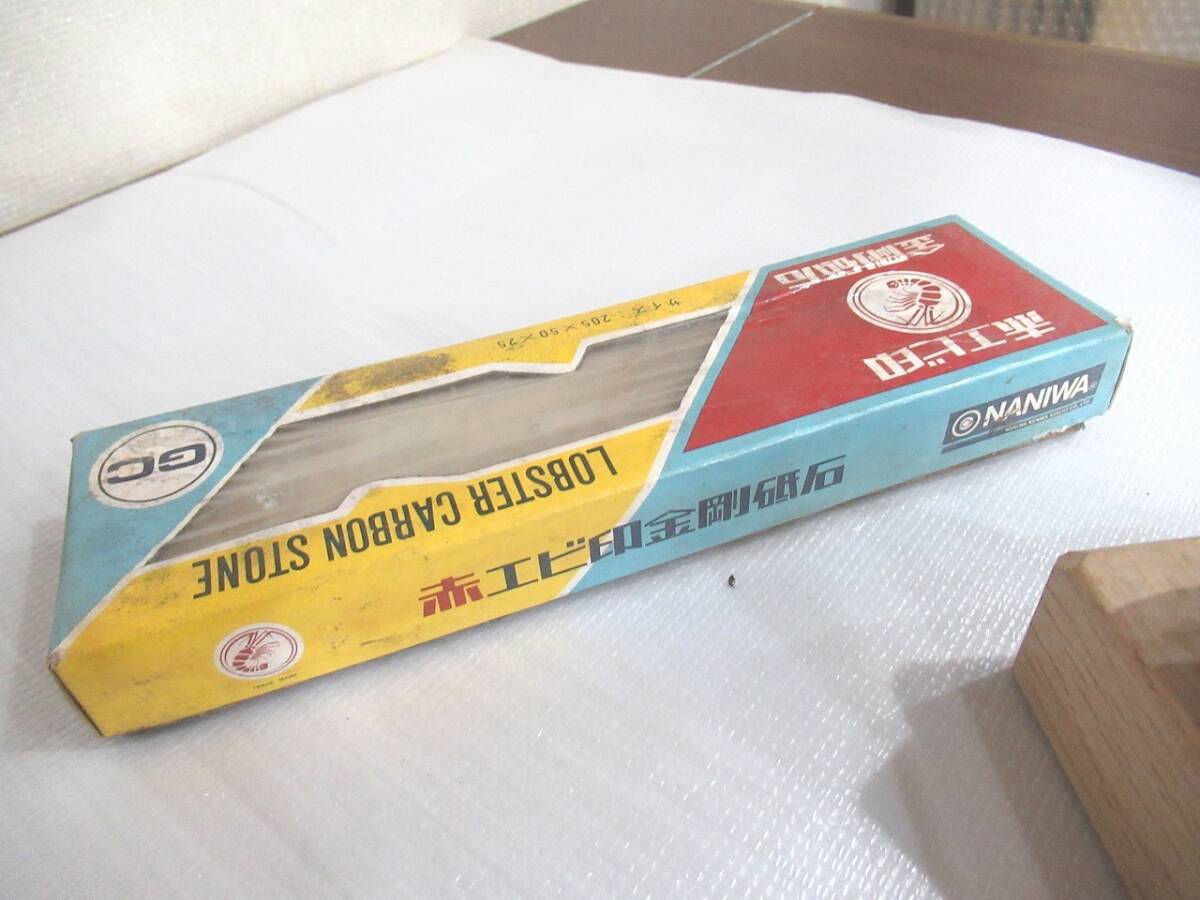 赤エビ印
金剛砥石
サイズ:205×50×25
GC
LOBSTER CARBON STONE
赤エビ印金剛砥石
NANIWA
TRADE MARK